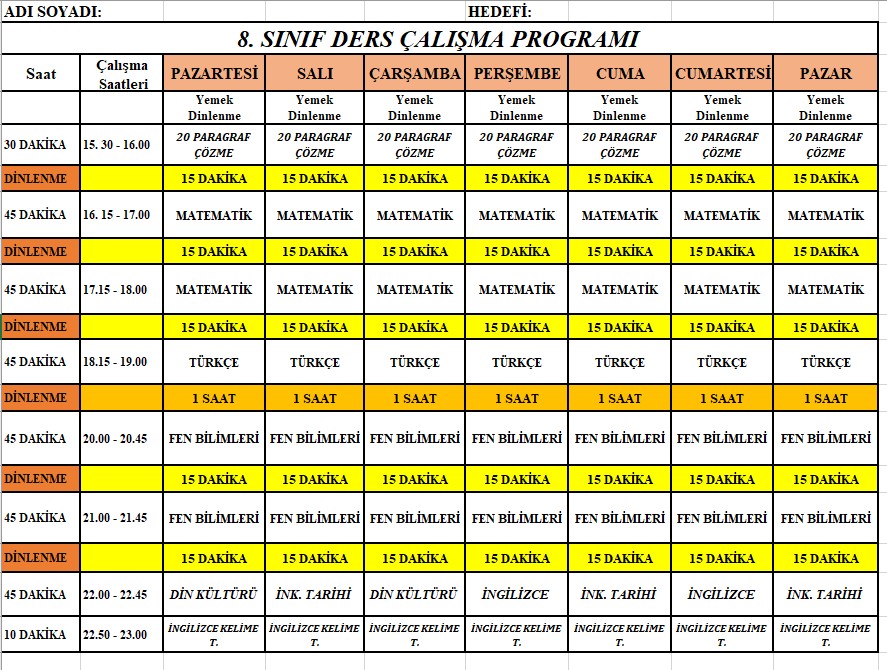 ADI SOYADI: HEDEFİ:
8. SINIF DERS ÇALIŞMA PROGRAMI
Saat Çalışma Saatleri PAZARTESİ SALI ÇARŞAMBA PERŞEMBE CUMA CUMARTESİ PAZAR
Yemek Dinlenme Yemek Dinlenme Yemek Dinlenme Yemek Dinlenme Yemek Dinlenme Yemek Dinlenme Yemek Dinlenme
30 DAKİKA 15. 30 - 16.00 20 PARAGRAF ÇÖZME 20 PARAGRAF ÇÖZME 20 PARAGRAF ÇÖZME 20 PARAGRAF ÇÖZME 20 PARAGRAF ÇÖZME 20 PARAGRAF ÇÖZME 20 PARAGRAF ÇÖZME
DİNLENME 15 DAKİKA 15 DAKİKA 15 DAKİKA 15 DAKİKA 15 DAKİKA 15 DAKİKA 15 DAKİKA
45 DAKİKA 16. 15 - 17.00 MATEMATİK MATEMATİK MATEMATİK MATEMATİK MATEMATİK MATEMATİK MATEMATİK
DİNLENME 15 DAKİKA 15 DAKİKA 15 DAKİKA 15 DAKİKA 15 DAKİKA 15 DAKİKA 15 DAKİKA
45 DAKİKA 17.15 - 18.00 MATEMATİK MATEMATİK MATEMATİK MATEMATİK MATEMATİK MATEMATİK MATEMATİK
DİNLENME 15 DAKİKA 15 DAKİKA 15 DAKİKA 15 DAKİKA 15 DAKİKA 15 DAKİKA 15 DAKİKA
45 DAKİKA 18.15 - 19.00 TÜRKÇE TÜRKÇE TÜRKÇE TÜRKÇE TÜRKÇE TÜRKÇE TÜRKÇE
DİNLENME 1 SAAT 1 SAAT 1 SAAT 1 SAAT 1 SAAT 1 SAAT 1 SAAT
45 DAKİKA 20.00 - 20.45 FEN BİLİMLERİ FEN BİLİMLERİ FEN BİLİMLERİ FEN BİLİMLERİ FEN BİLİMLERİ FEN BİLİMLERİ FEN BİLİMLERİ
DİNLENME 15 DAKİKA 15 DAKİKA 15 DAKİKA 15 DAKİKA 15 DAKİKA 15 DAKİKA 15 DAKİKA
45 DAKİKA 21.00 - 21.45 FEN BİLİMLERİ FEN BİLİMLERİ FEN BİLİMLERİ FEN BİLİMLERİ FEN BİLİMLERİ FEN BİLİMLERİ FEN BİLİMLERİ
DİNLENME 15 DAKİKA 15 DAKİKA 15 DAKİKA 15 DAKİKA 15 DAKİKA 15 DAKİKA 15 DAKİKA
45 DAKİKA 22.00 - 22.45 DİN KÜLTÜRÜ İNK. TARİHİ DİN KÜLTÜRÜ İNGİLİZCE İNK. TARİHİ İNGİLİZCE İNK. TARİHİ
10 DAKİKA 22.50 - 23.00 İNGİLİZCE KELİME T. İNGİLİZCE KELİME T. İNGİLİZCE KELİME T. İNGİLİZCE KELİME T. İNGİLİZCE KELİME T. İNGİLİZCE KELİME T. İNGİLİZCE KELİME T.